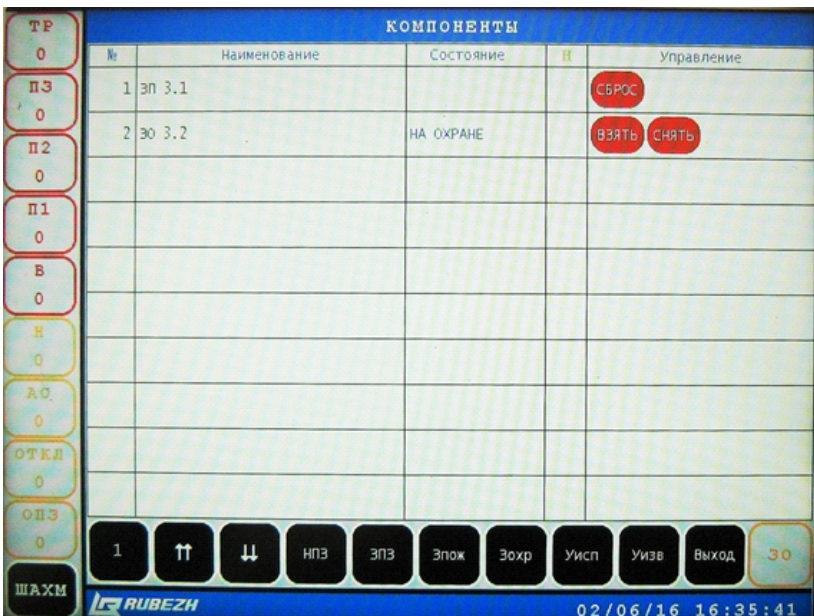 КОМПОНЕНТЫ
№ Наименование Состояние Н Управление
1 ЗП 3.1 СБРОС
2 ЗО 3.2 НА ОХРАНЕ ВЗЯТЬ СНЯТЬ
ТР
0
ПЗ
0
П2
0
П1
0
В
0
Н
0
АО
0
ОТКЛ
0
ОПЗ
0
ШАХМ
1 ⇈ ⇊ НПЗ ЗПЗ Зпож Зохр Уисп Уизв Выход ЗО
RUBEZH 02/06/16 16:35:41